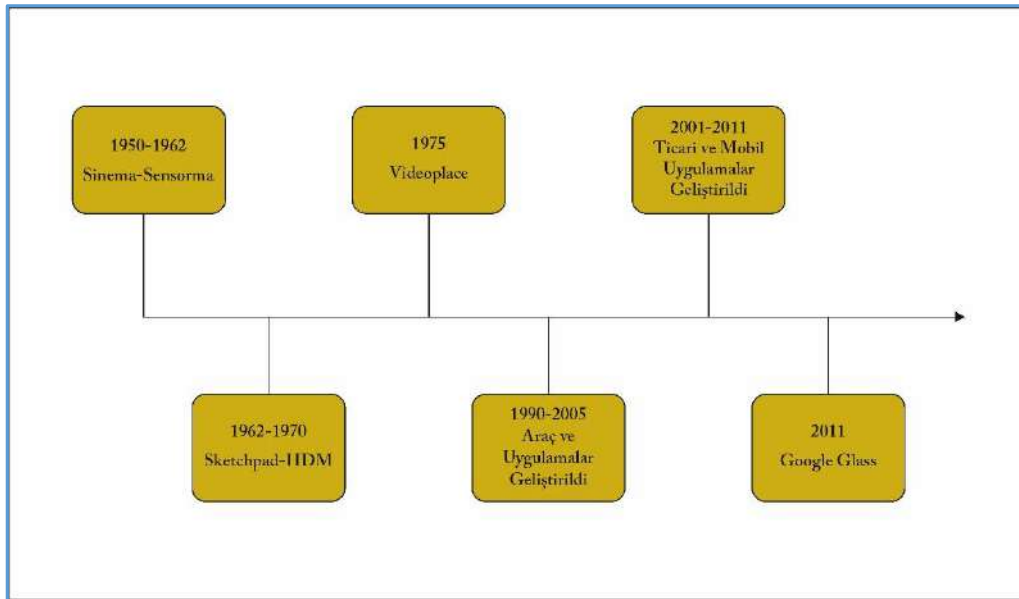 1950-1962
Sinema-Sensorma
1975
Videoplace
2001-2011
Ticari ve Mobil
Uygulamalar
Geliştirildi
1962-1970
Sketchpad-HDM
1990-2005
Araç ve
Uygulamalar
Geliştirildi
2011
Google Glass